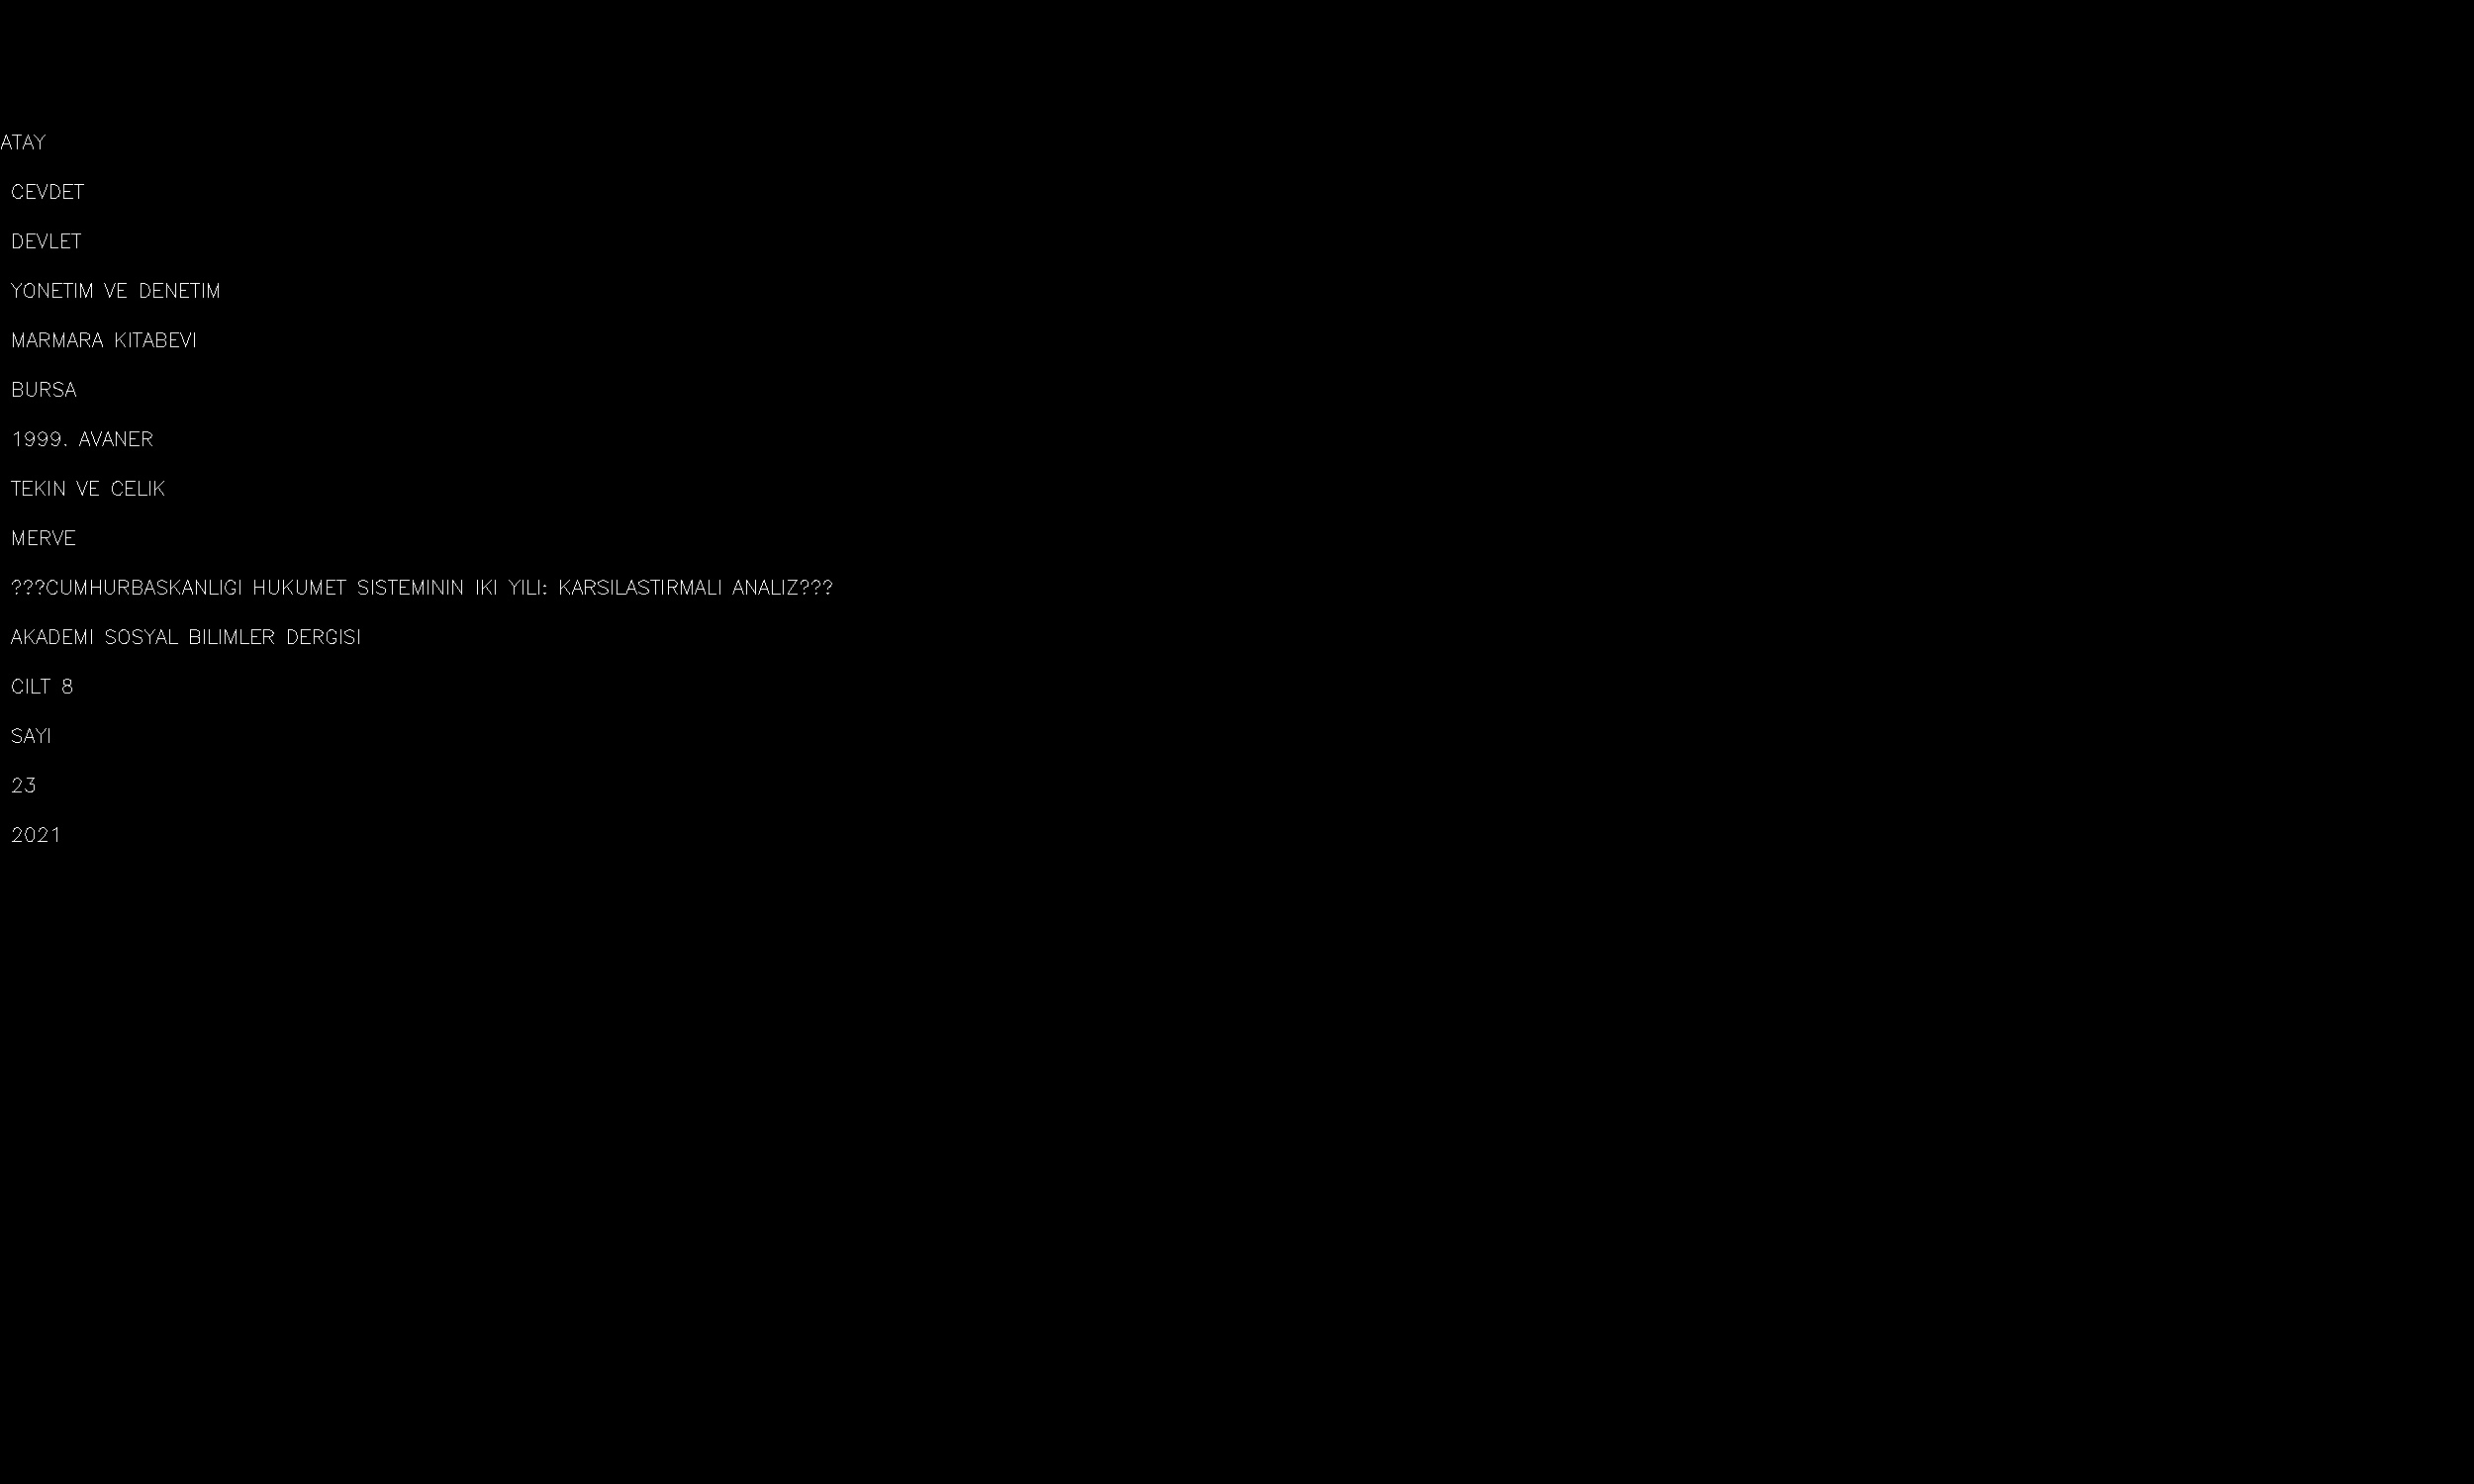 ATAY
CEVDET
DEVLET
YONETIM VE DENETIM
MARMARA KITABEVI
BURSA
1999. AVANER
TEKIN VE CELIK
MERVE
???CUMHURBASKANLIGI HUKUMET SISTEMININ IKI YILI: KARSILASTIRMALI ANALIZ???
AKADEMI SOSYAL BILIMLER DERGISI
CILT 8
SAYI
23
2021